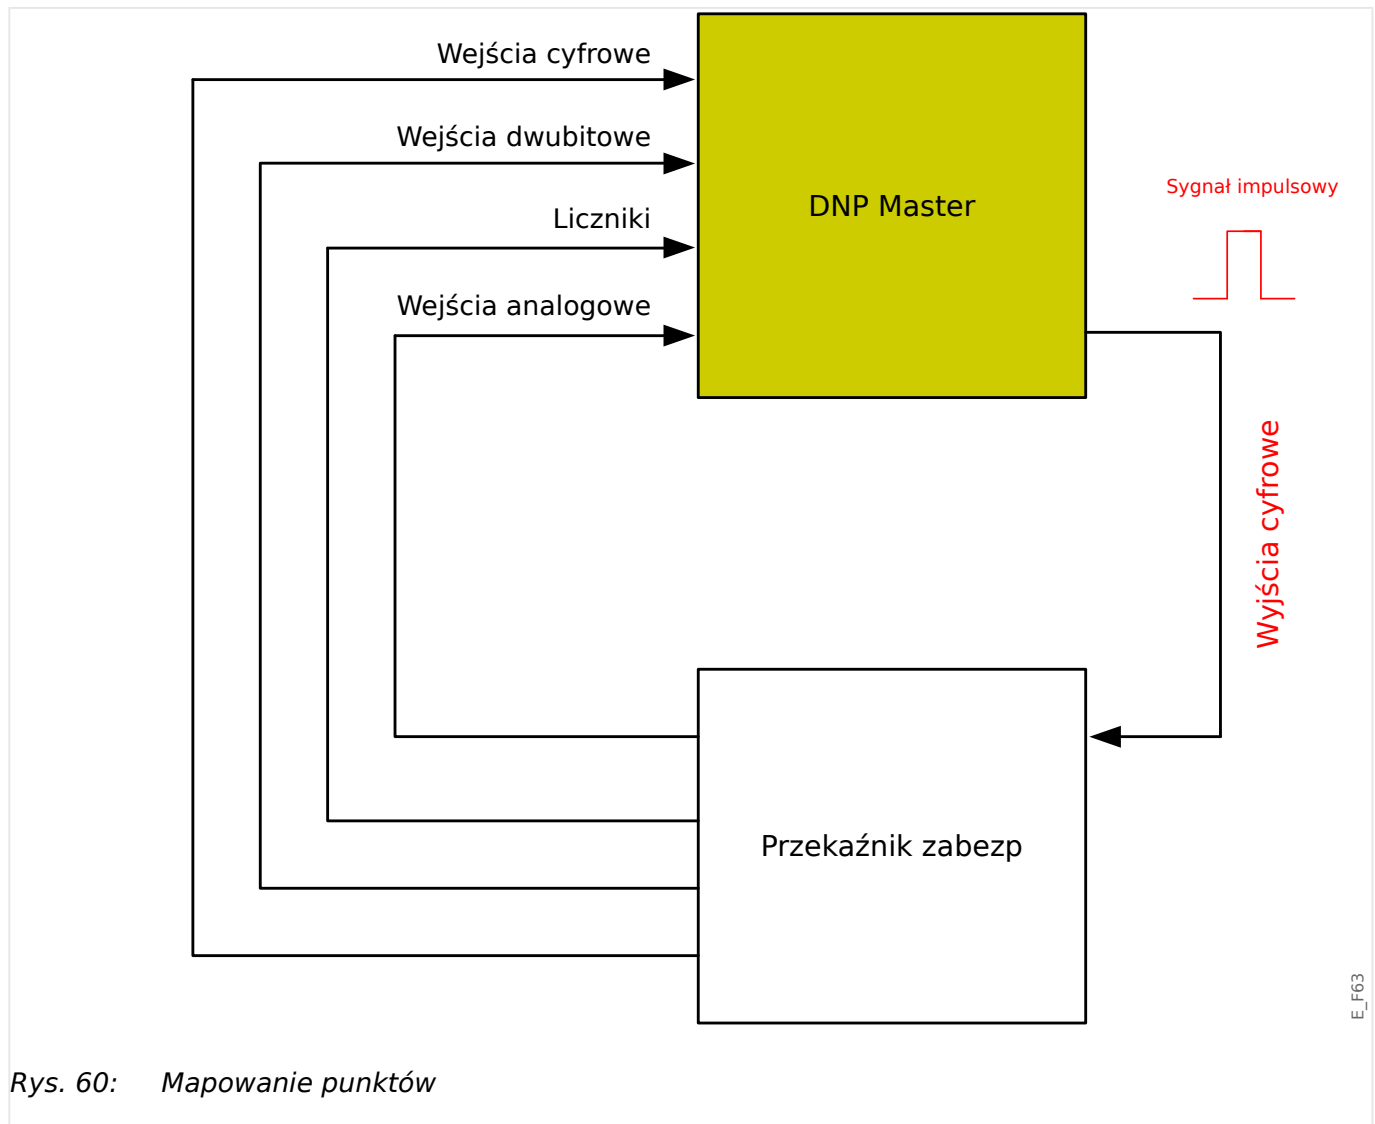 Wejścia cyfrowe
Wejścia dwubitowe
Liczniki
Wejścia analogowe
DNP Master
Sygnał impulsowy
Wyjścia cyfrowe
Przekaźnik zabezp
E_F63
Rys. 60: Mapowanie punktów